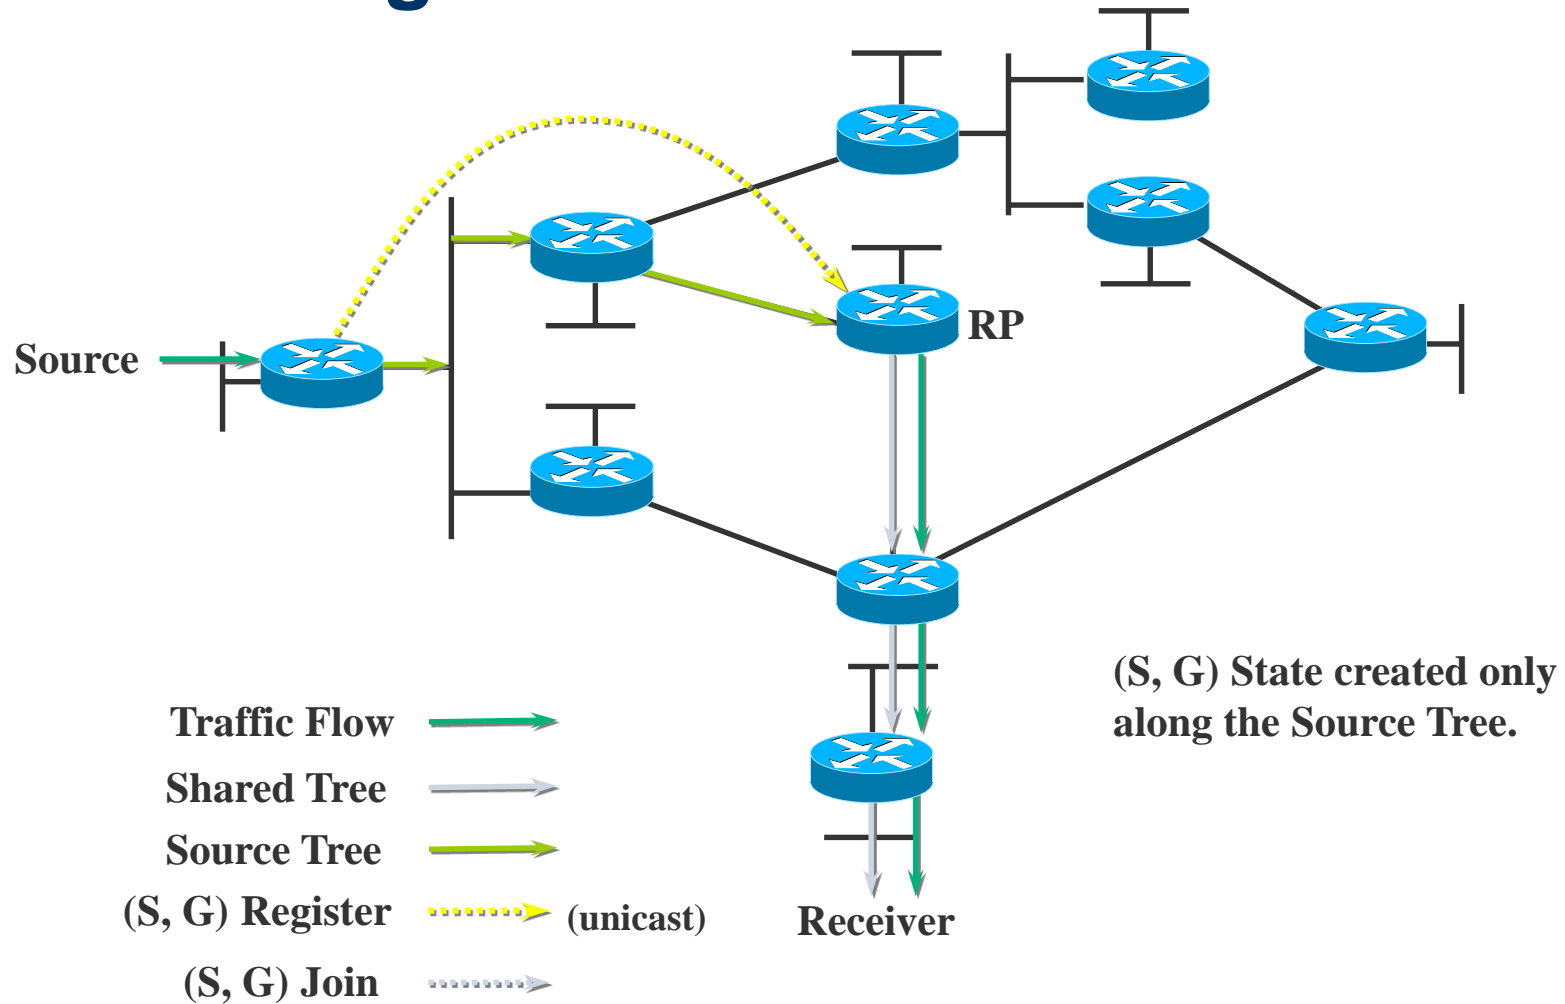 RP
Source
(S, G) State created only
along the Source Tree.
Traffic Flow
Shared Tree
Source Tree
(S, G) Register
(unicast)
Receiver
(S, G) Join